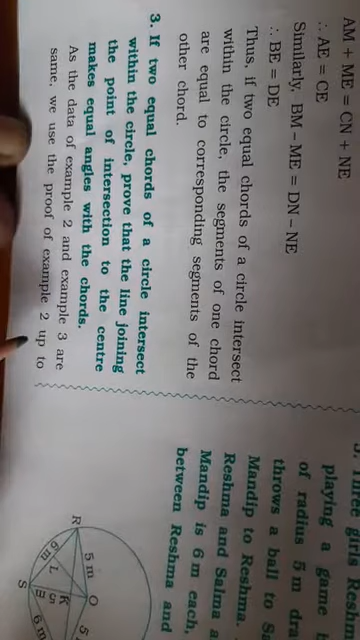 AM + ME = CN + NE
∴ AE = CE
Similarly, BM – ME = DN – NE
∴ BE = DE
Thus, if two equal chords of a circle intersect
within the circle, the segments of one chord
are equal to corresponding segments of the
other chord.
3. If two equal chords of a circle intersect
within the circle, prove that the line joining
the point of intersection to the centre
makes equal angles with the chords.
As the data of example 2 and example 3 are
same, we use the proof of example 2 up to
Three girls Reshm
playing a game b
of radius 5 m dra
throws a ball to S
Mandip to Reshma.
Reshma and Salma a
Mandip is 6 m each,
between Reshma and
R
5 m
O
5
6 m
L
K
5
E
S
6 m